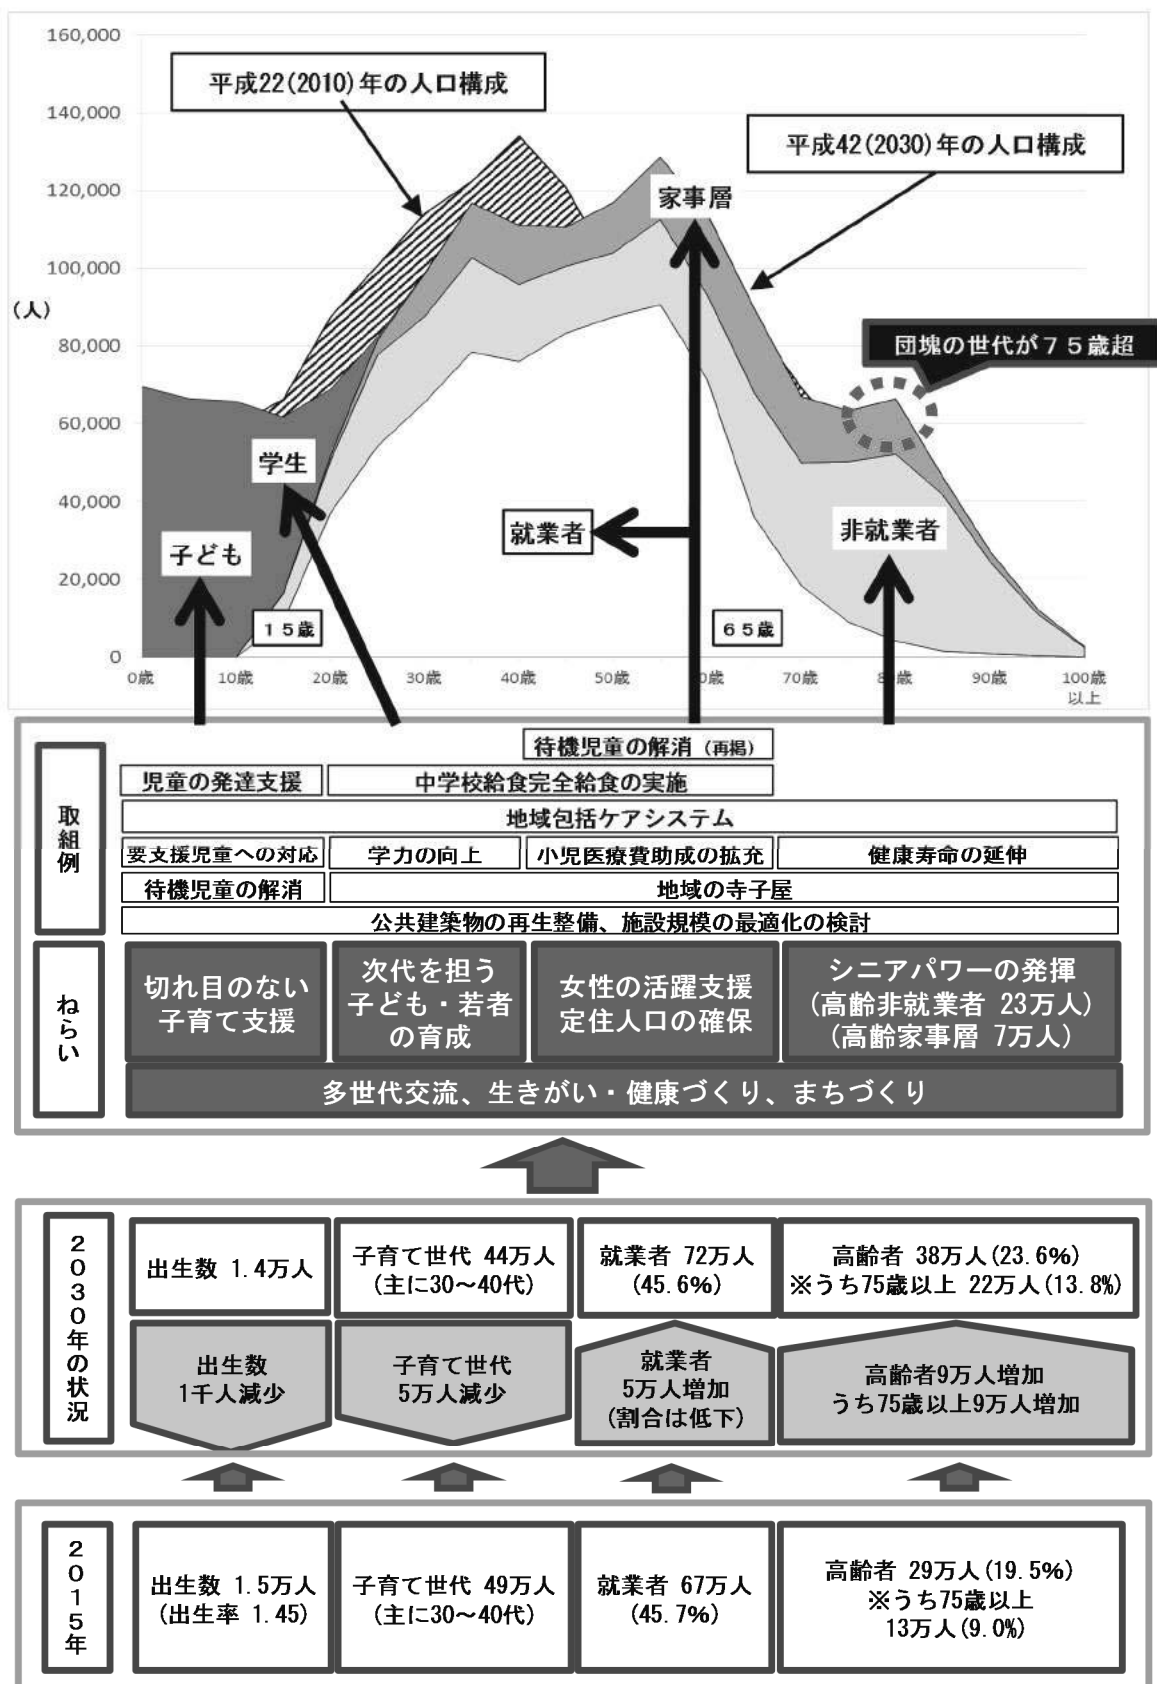 160,000
140,000
120,000
100,000
80,000
60,000
40,000
20,000
0
(人)
平成22(2010)年の人口構成
平成42(2030)年の人口構成
家事層
団塊の世代が７５歳超
学生
子ども
就業者
非就業者
１５歳
６５歳
0歳 10歳 20歳 30歳 40歳 50歳 60歳 70歳 80歳 90歳 100歳
以上
取組例
待機児童の解消（再掲）
児童の発達支援
中学校給食完全給食の実施
地域包括ケアシステム
要支援児童への対応
学力の向上
小児医療費助成の拡充
健康寿命の延伸
待機児童の解消
地域の寺子屋
公共建築物の再生整備、施設規模の最適化の検討
ねらい
切れ目のない
子育て支援
次代を担う
子ども・若者
の育成
女性の活躍支援
定住人口の確保
シニアパワーの発揮
(高齢非就業者 23万人)
(高齢家事層 7万人)
多世代交流、生きがい・健康づくり、まちづくり
２０３０年の状況
出生数 1.4万人
子育て世代 44万人
(主に30～40代)
就業者 72万人
(45.6%)
高齢者 38万人(23.6%)
※うち75歳以上 22万人(13.8%)
出生数
1千人減少
子育て世代
5万人減少
就業者
5万人増加
(割合は低下)
高齢者9万人増加
うち75歳以上9万人増加
２０１５年
出生数 1.5万人
(出生率 1.45)
子育て世代 49万人
(主に30～40代)
就業者 67万人
(45.7%)
高齢者 29万人(19.5%)
※うち75歳以上
13万人(9.0%)